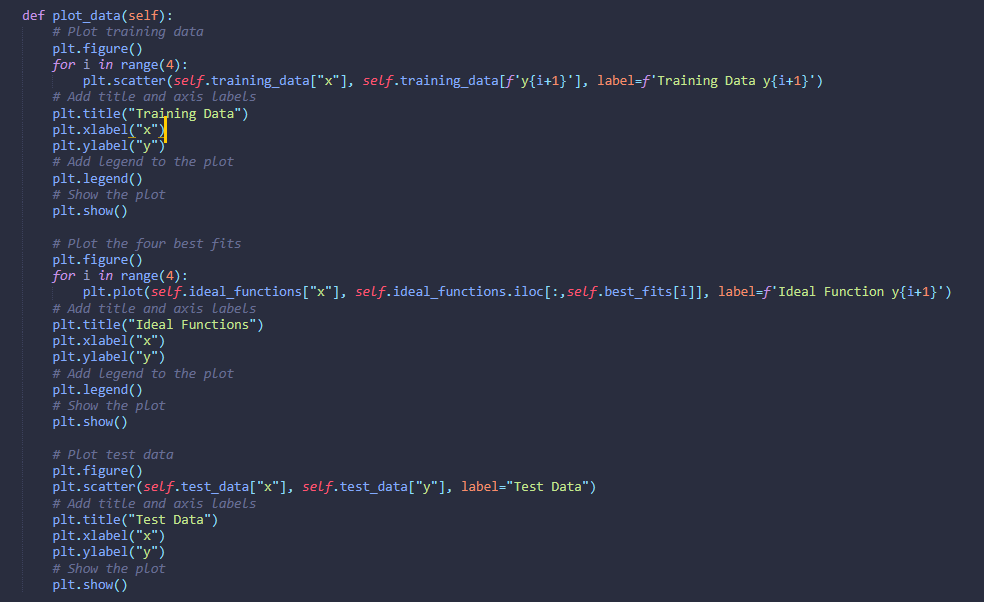 def plot_data(self):
    # Plot training data
    plt.figure()
    for i in range(4):
        plt.scatter(self.training_data["x"], self.training_data[f'y{i+1}'], label=f'Training Data y{i+1}')
    # Add title and axis labels
    plt.title("Training Data")
    plt.xlabel("x")
    plt.ylabel("y")
    # Add legend to the plot
    plt.legend()
    # Show the plot
    plt.show()

    # Plot the four best fits
    plt.figure()
    for i in range(4):
        plt.plot(self.ideal_functions["x"], self.ideal_functions.iloc[:,self.best_fits[i]], label=f'Ideal Function y{i+1}')
    # Add title and axis labels
    plt.title("Ideal Functions")
    plt.xlabel("x")
    plt.ylabel("y")
    # Add legend to the plot
    plt.legend()
    # Show the plot
    plt.show()

    # Plot test data
    plt.figure()
    plt.scatter(self.test_data["x"], self.test_data["y"], label="Test Data")
    # Add title and axis labels
    plt.title("Test Data")
    plt.xlabel("x")
    plt.ylabel("y")
    # Show the plot
    plt.show()